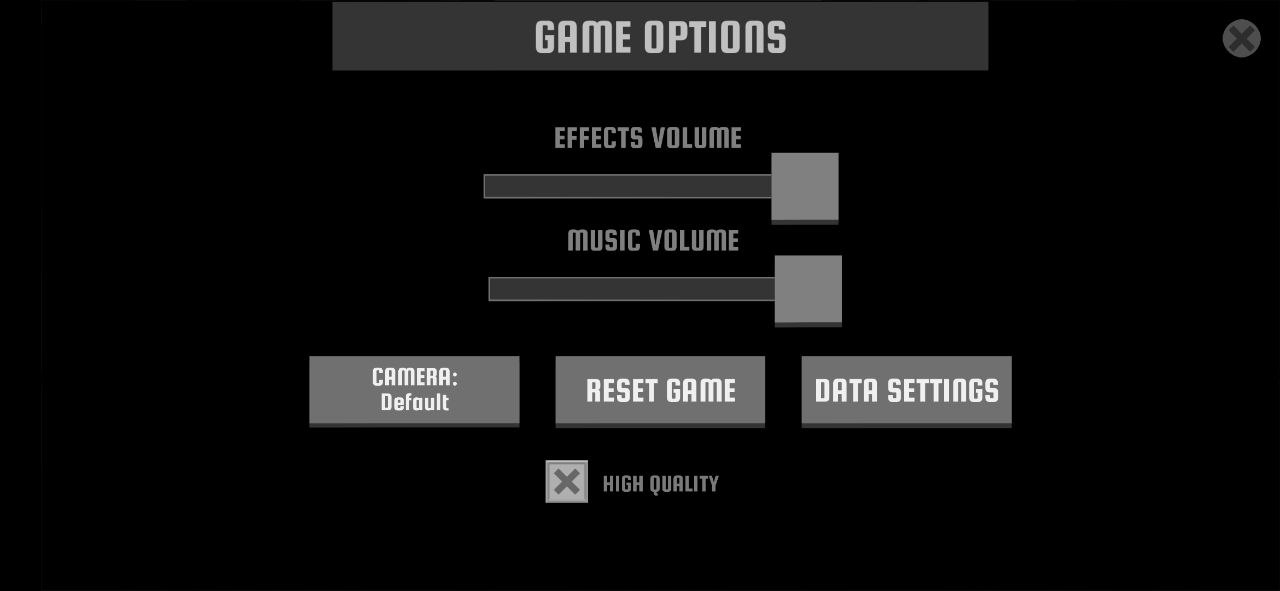 GAME OPTIONS
EFFECTS VOLUME
MUSIC VOLUME
CAMERA:
Default
RESET GAME
DATA SETTINGS
HIGH QUALITY